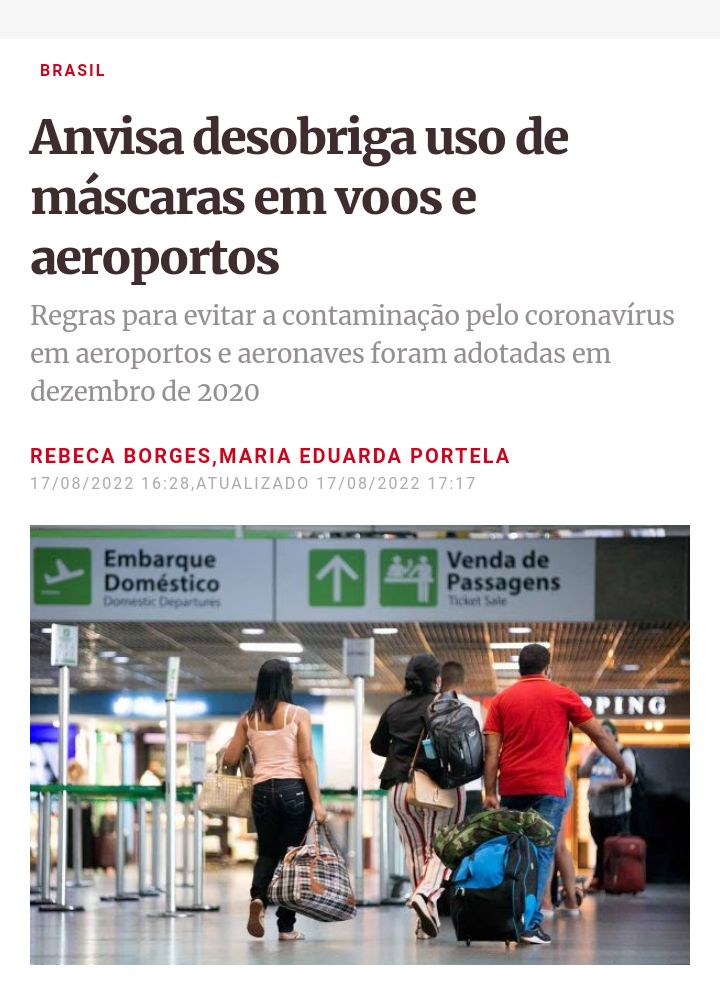 BRASIL
Anvisa desobriga uso de
máscaras em voos e
aeroportos
Regras para evitar a contaminação pelo coronavírus
em aeroportos e aeronaves foram adotadas em
dezembro de 2020
REBECA BORGES,MARIA EDUARDA PORTELA
17/08/2022 16:28,ATUALIZADO 17/08/2022 17:17
Embarque
Doméstico
Domestic Departures
Venda de
Passagens
Ticket Sale
PPING